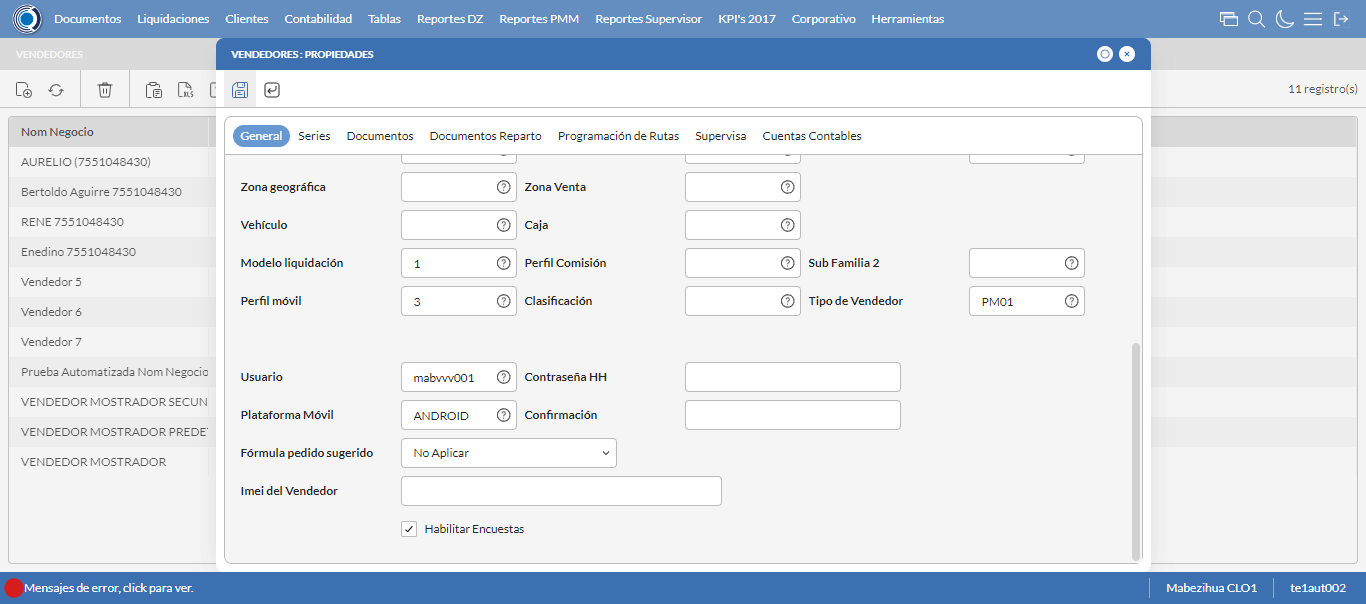 Documentos Liquidaciones Clientes Contabilidad Tablas Reportes DZ Reportes PMM Reportes Supervisor KPI's 2017 Corporativo Herramientas
VENDEDORES
VENDEDORES : PROPIEDADES
XLS
11 registro(s)
General Series Documentos Documentos Reparto Programación de Rutas Supervisa Cuentas Contables
Nom Negocio
AURELIO (7551048430)
Bertoldo Aguirre 7551048430
RENE 7551048430
Enedino 7551048430
Vendedor 5
Vendedor 6
Vendedor 7
Prueba Automatizada Nom Negocio
VENDEDOR MOSTRADOR SECUN
VENDEDOR MOSTRADOR PREDET
VENDEDOR MOSTRADOR
Zona geográfica Zona Venta
Vehículo Caja
Modelo liquidación 1 Perfil Comisión Sub Familia 2
Perfil móvil 3 Clasificación Tipo de Vendedor PM01
Usuario mabvvv001 Contraseña HH
Plataforma Móvil ANDROID Confirmación
Fórmula pedido sugerido No Aplicar
Imei del Vendedor
Habilitar Encuestas
Mensajes de error, click para ver.
Mabezihua CLO1 te1aut002